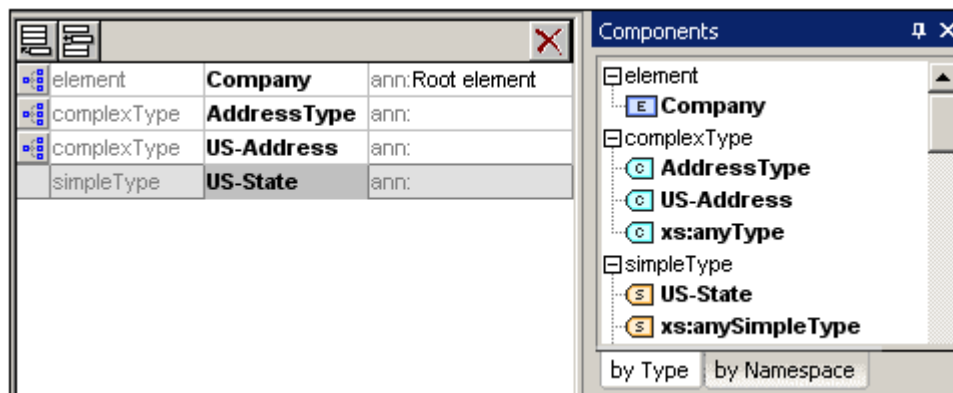 element Company ann:Root element
complexType AddressType ann:
complexType US-Address ann:
simpleType US-State ann:
Components
element
E Company
complexType
C AddressType
C US-Address
C xs:anyType
simpleType
S US-State
S xs:anySimpleType
by Type by Namespace